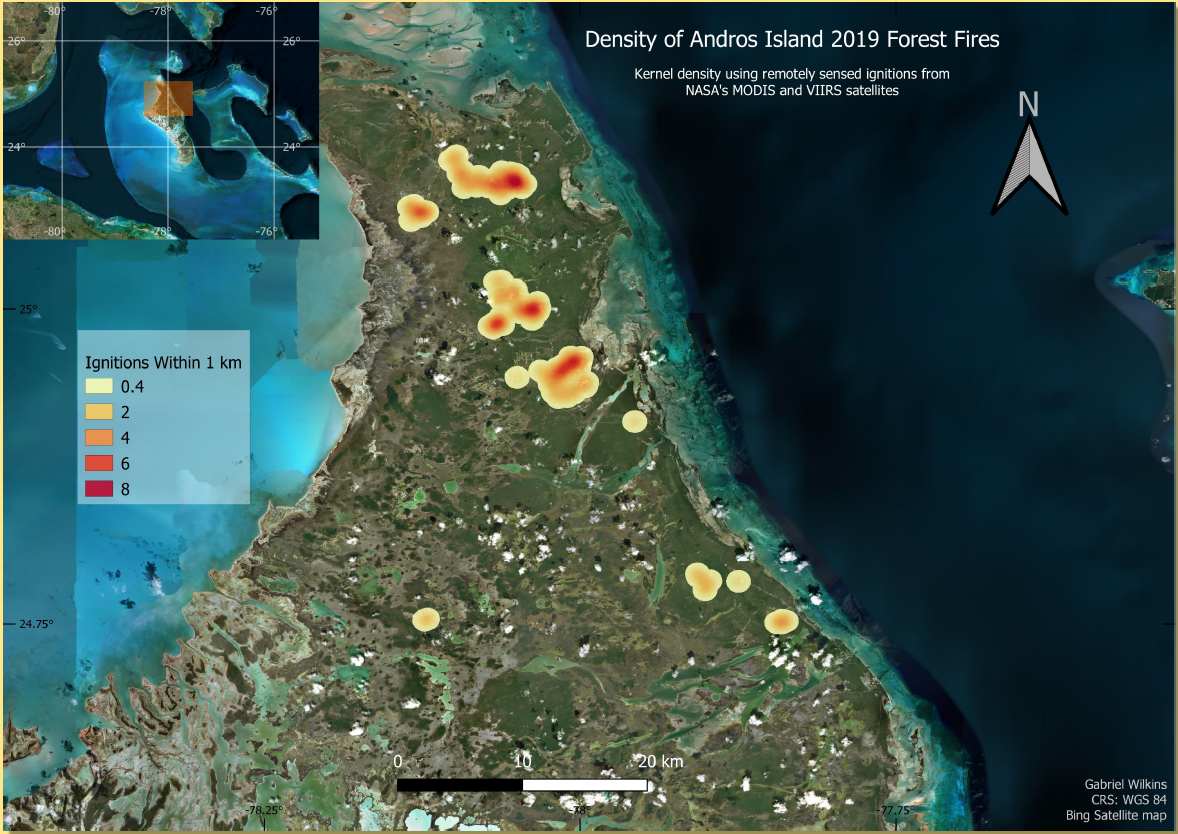 -80°
-78°
-76°
26°
26°
24°
24°
-80°
-78°
-76°
Density of Andros Island 2019 Forest Fires
Kernel density using remotely sensed ignitions from
NASA's MODIS and VIIRS satellites
N
25°
Ignitions Within 1 km
0.4
2
4
6
8
24.75°
0 10 20 km
-78.25°
-78°
-77.75°
Gabriel Wilkins
CRS: WGS 84
Bing Satellite map